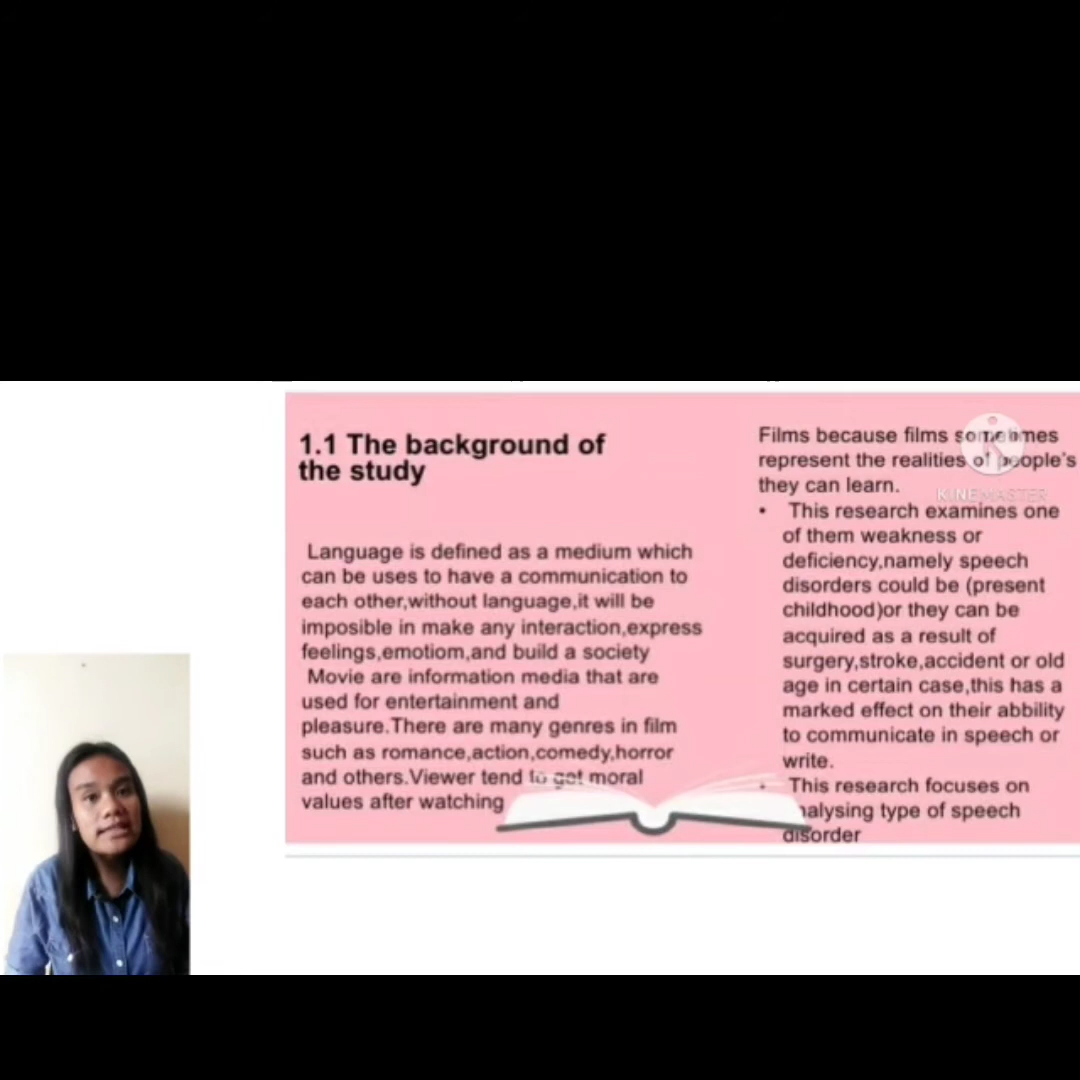 1.1 The background of
the study
Language is defined as a medium which
can be uses to have a communication to
each other,without language,it will be
imposible in make any interaction,express
feelings,emotiom,and build a society
Movie are information media that are
used for entertainment and
pleasure.There are many genres in film
such as romance,action,comedy,horror
and others.Viewer tend to get moral
values after watching
Films because films sometimes
represent the realities of people's
they can learn.
• This research examines one
of them weakness or
deficiency,namely speech
disorders could be (present
childhood)or they can be
acquired as a result of
surgery,stroke,accident or old
age in certain case,this has a
marked effect on their abbility
to communicate in speech or
write.
• This research focuses on
analysing type of speech
disorder
KINEMASTER